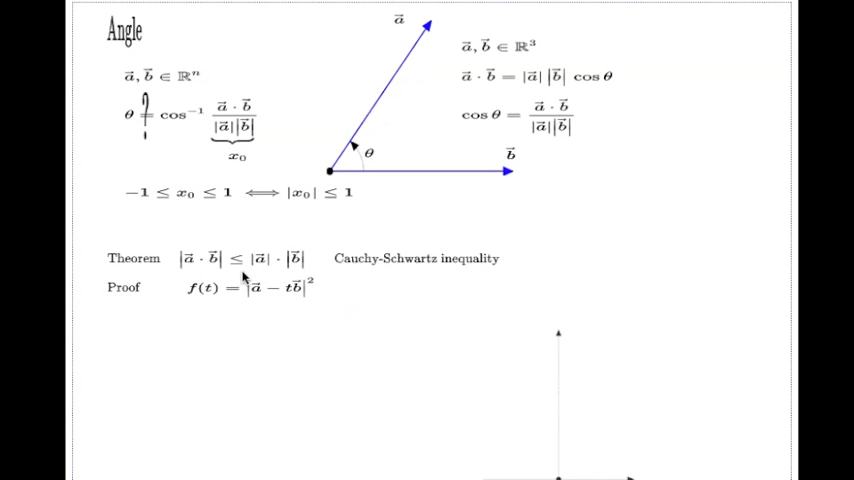 Angle
a⃗
a⃗, b⃗ ∈ ℝ³
a⃗, b⃗ ∈ ℝⁿ
a⃗ · b⃗ = |a⃗| |b⃗| cos θ
θ ≟ cos⁻¹ (a⃗ · b⃗) / (|a⃗||b⃗|)
cos θ = (a⃗ · b⃗) / (|a⃗||b⃗|)
x₀
θ
b⃗
−1 ≤ x₀ ≤ 1 ⟺ |x₀| ≤ 1
Theorem |a⃗ · b⃗| ≤ |a⃗| · |b⃗| Cauchy-Schwartz inequality
Proof f(t) = |a⃗ − tb⃗|²